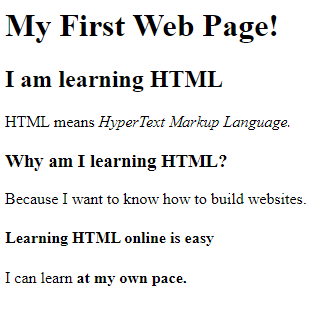 My First Web Page!
I am learning HTML
HTML means HyperText Markup Language.
Why am I learning HTML?
Because I want to know how to build websites.
Learning HTML online is easy
I can learn at my own pace.